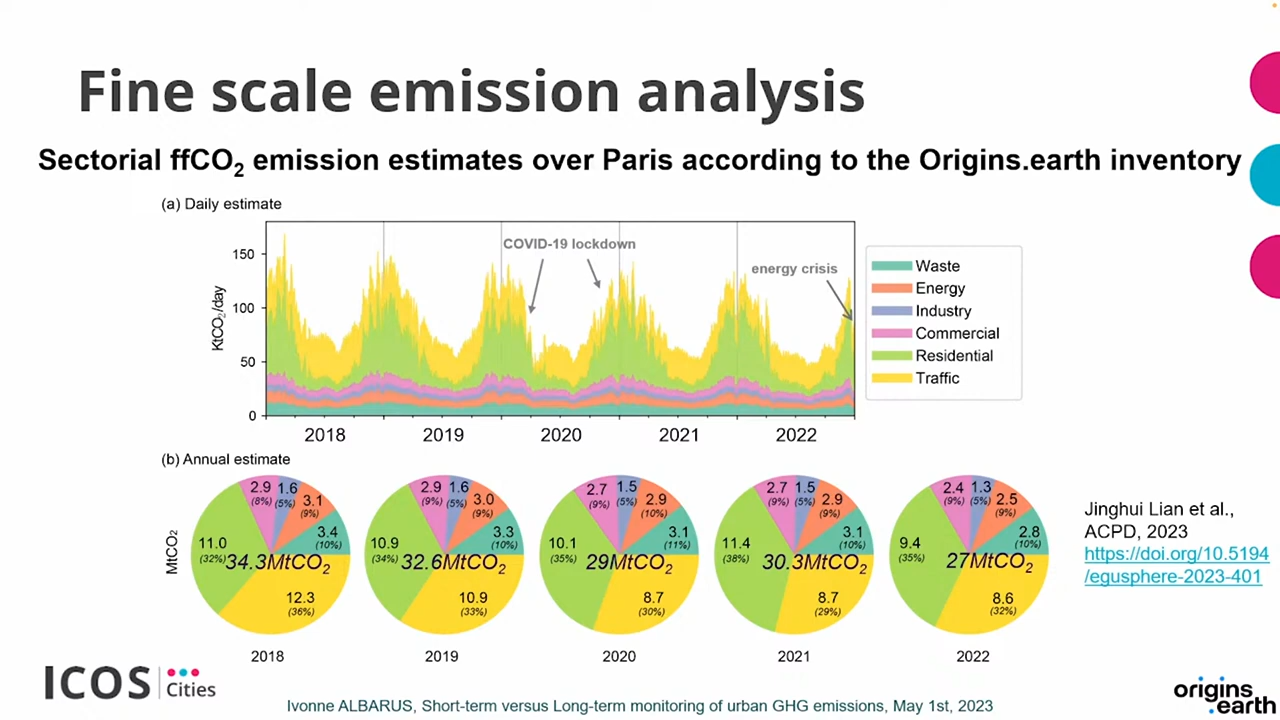 Fine scale emission analysis
Sectorial ffCO₂ emission estimates over Paris according to the Origins.earth inventory
(a) Daily estimate
KtCO₂/day
150
100
50
0
COVID-19 lockdown
energy crisis
2018
2019
2020
2021
2022
Waste
Energy
Industry
Commercial
Residential
Traffic
(b) Annual estimate
MtCO₂
2.9
(8%)
1.6
(5%)
3.1
(9%)
3.4
(10%)
11.0
(32%)
34.3MtCO₂
12.3
(36%)
2018
2.9
(9%)
1.6
(5%)
3.0
(9%)
3.3
(10%)
10.9
(34%)
32.6MtCO₂
10.9
(33%)
2019
2.7
(9%)
1.5
(5%)
2.9
(10%)
3.1
(11%)
10.1
(35%)
29MtCO₂
8.7
(30%)
2020
2.7
(9%)
1.5
(5%)
2.9
(9%)
3.1
(10%)
11.4
(38%)
30.3MtCO₂
8.7
(29%)
2021
2.4
(9%)
1.3
(5%)
2.5
(9%)
2.8
(10%)
9.4
(35%)
27MtCO₂
8.6
(32%)
2022
Jinghui Lian et al.,
ACPD, 2023
https://doi.org/10.5194
/egusphere-2023-401
ICOS
Cities
Ivonne ALBARUS, Short-term versus Long-term monitoring of urban GHG emissions, May 1st, 2023
origins
.earth